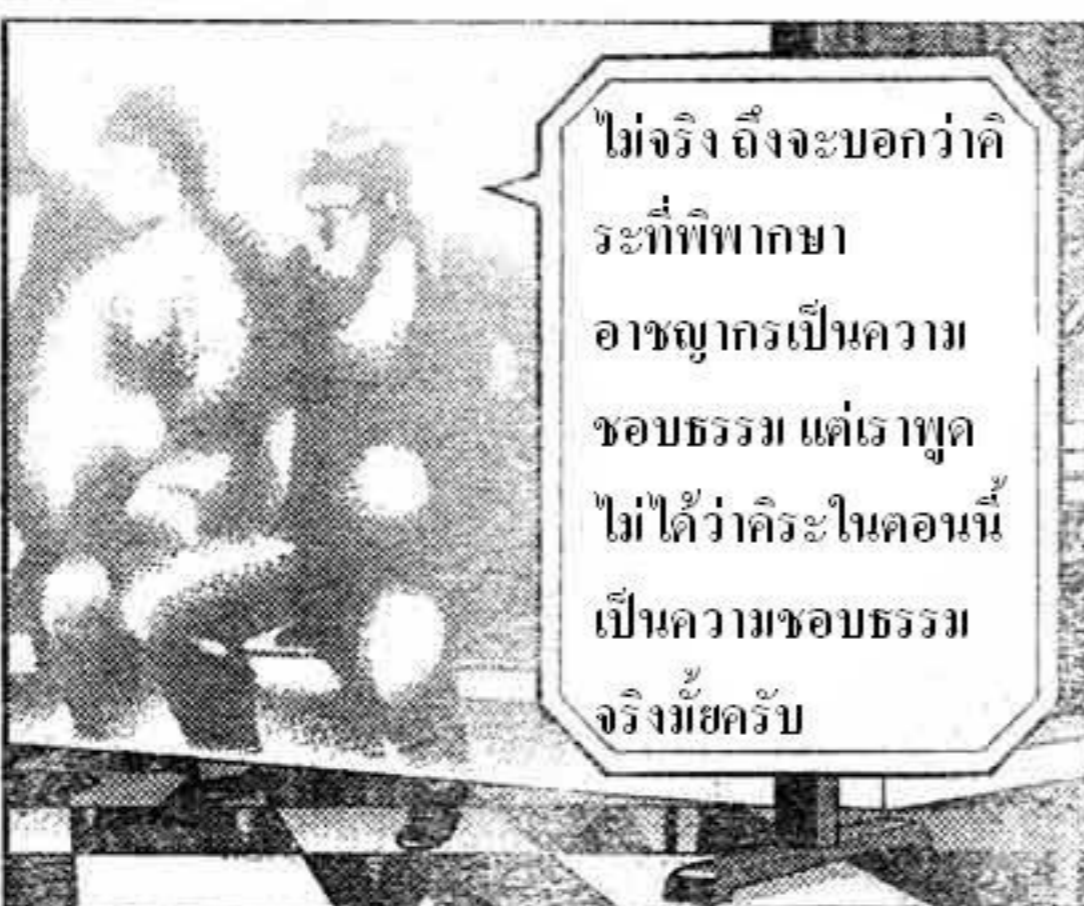 ไม่จริง ถึงจะบอกว่าคิ
ระที่พิพากษา
อาชญากรเป็นความ
ชอบธรรม แต่เราพูด
ไม่ได้ว่าคิระในตอนนี้
เป็นความชอบธรรม
จริงมั้ยครับ